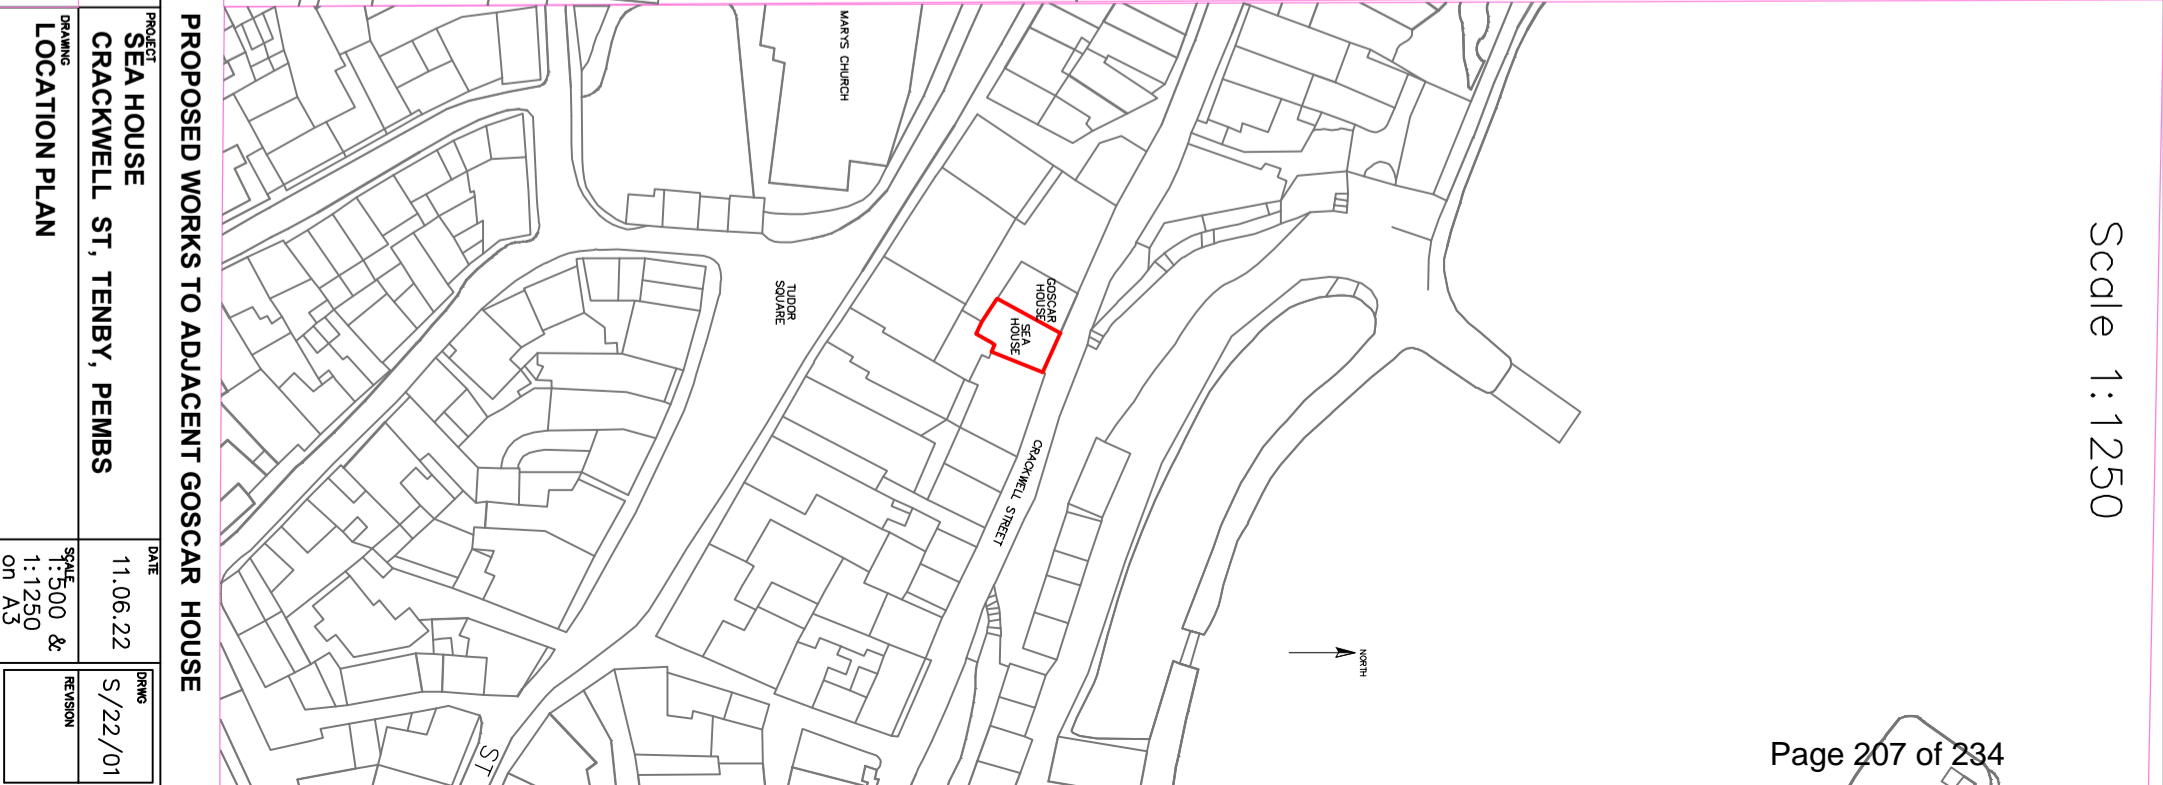 PROJECT
SEA HOUSE
CRACKWELL ST, TENBY, PEMBS
DRAWING
LOCATION PLAN
DATE
11.06.22
SCALE
1:500 &
1:1250
on A3
DRWG
S/22/01
REVISION
PROPOSED WORKS TO ADJACENT GOSCAR HOUSE
MARYS CHURCH
TUDOR
SQUARE
GOSCAR
HOUSE
SEA
HOUSE
CRACKWELL STREET
ST
NORTH
Scale 1:1250
Page 207 of 234